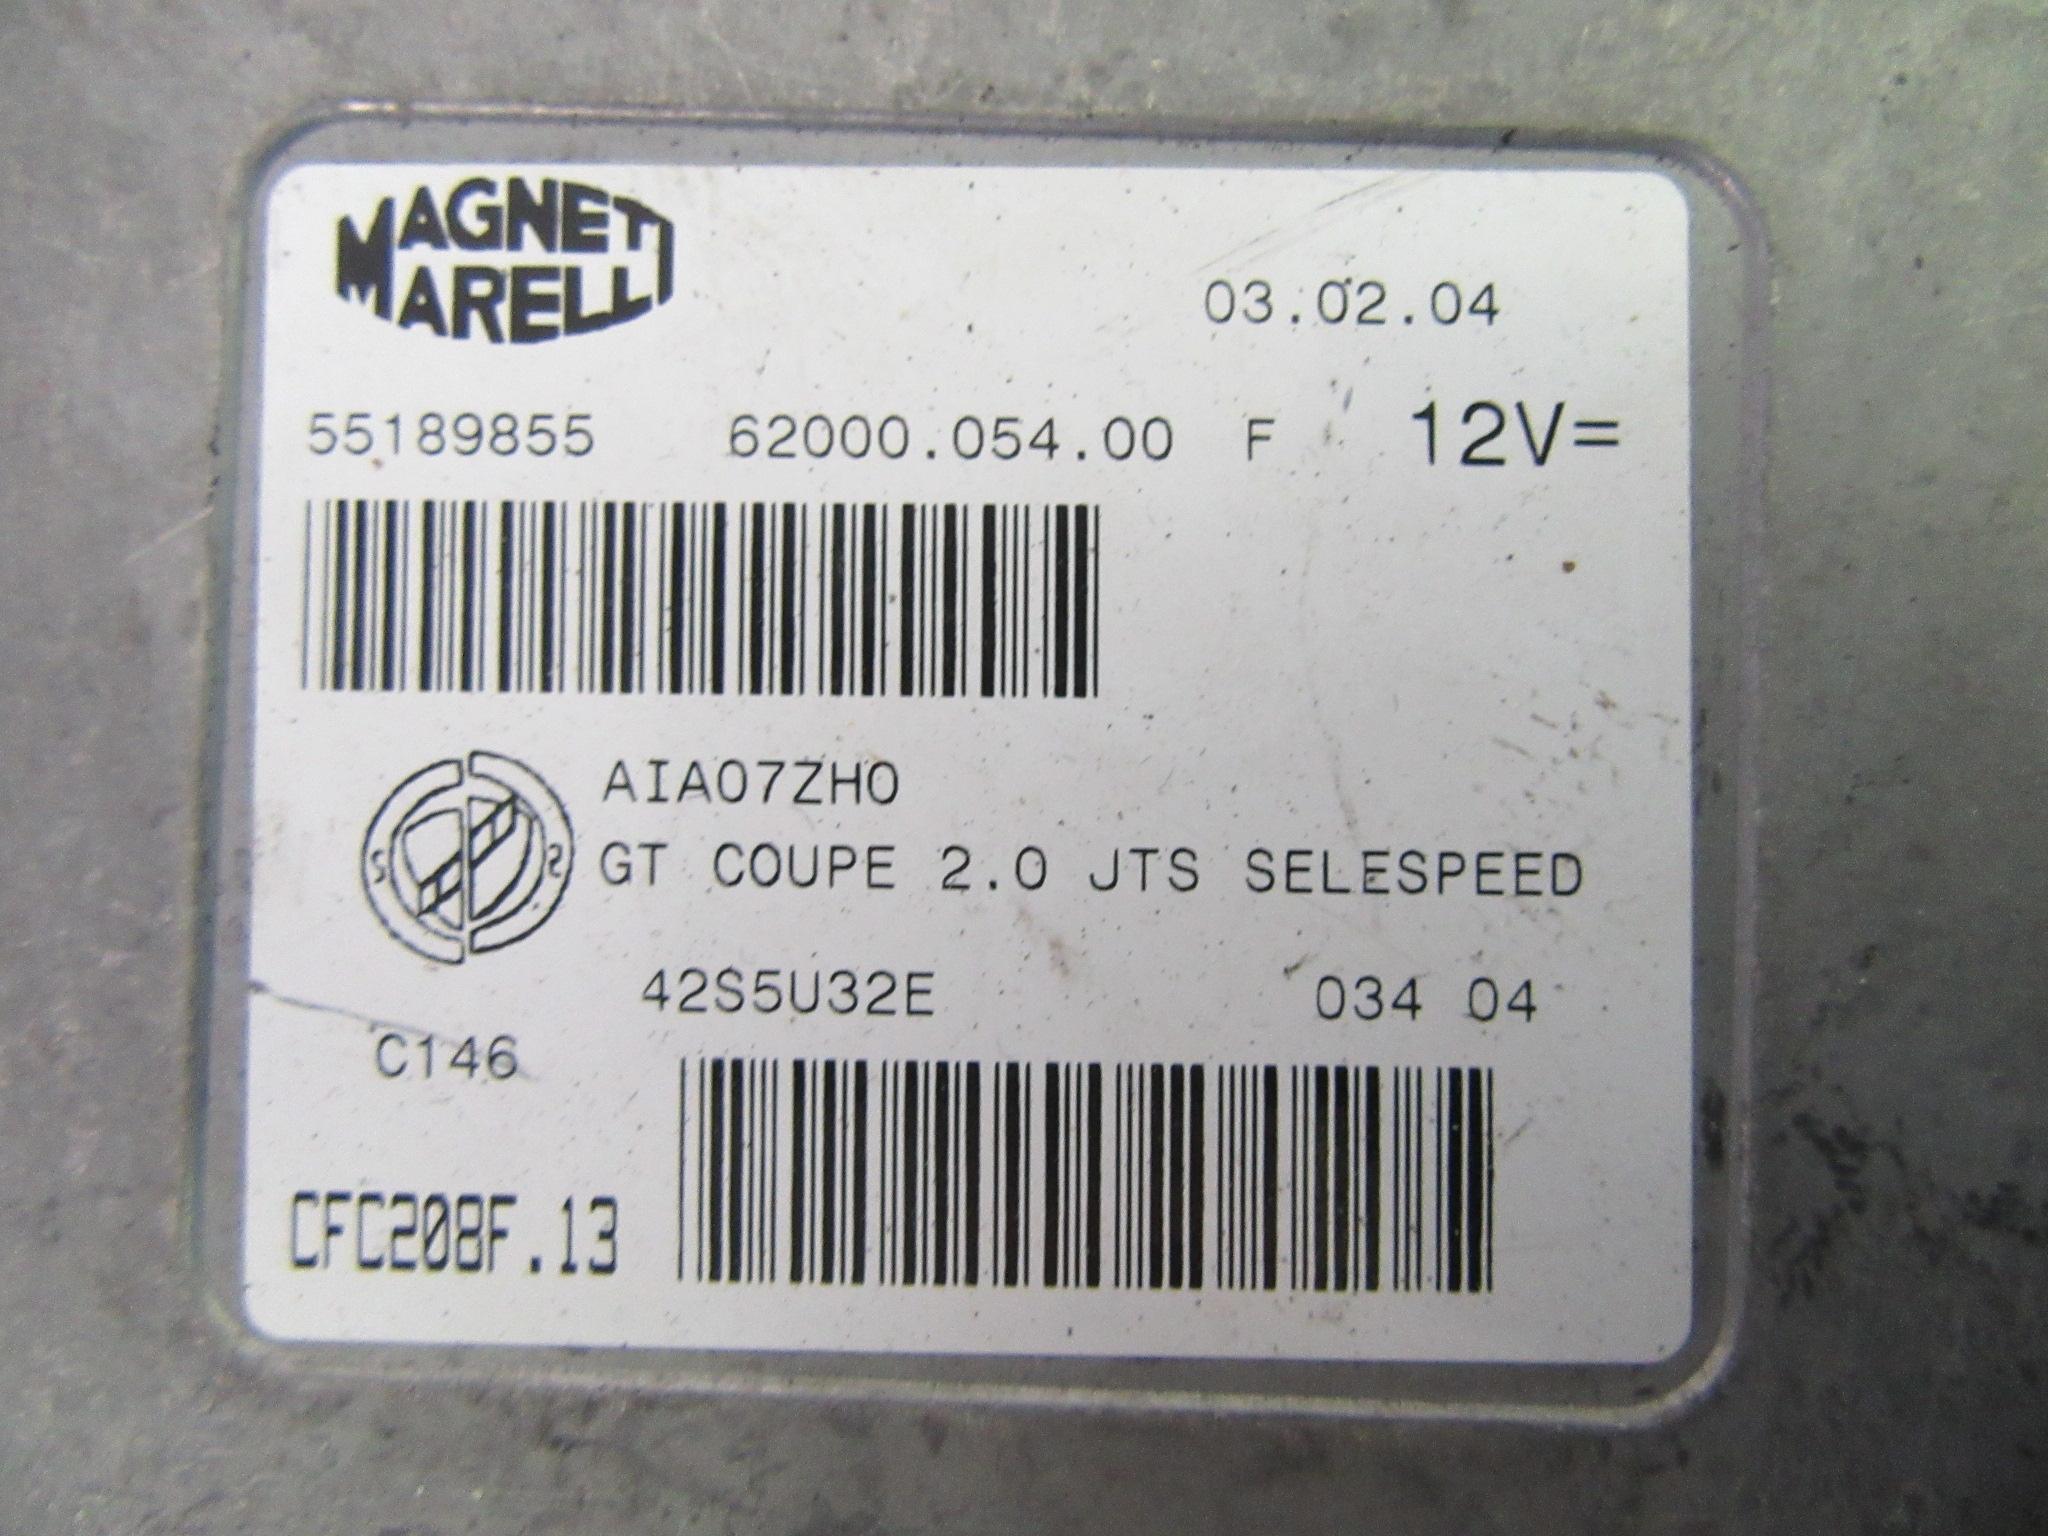 MAGNETI
MARELLI
03.02.04
55189855 62000.054.00 F 12V=
AIA07ZH0
GT COUPE 2.0 JTS SELESPEED
42S5U32E 034 04
C146
CFC208F.13